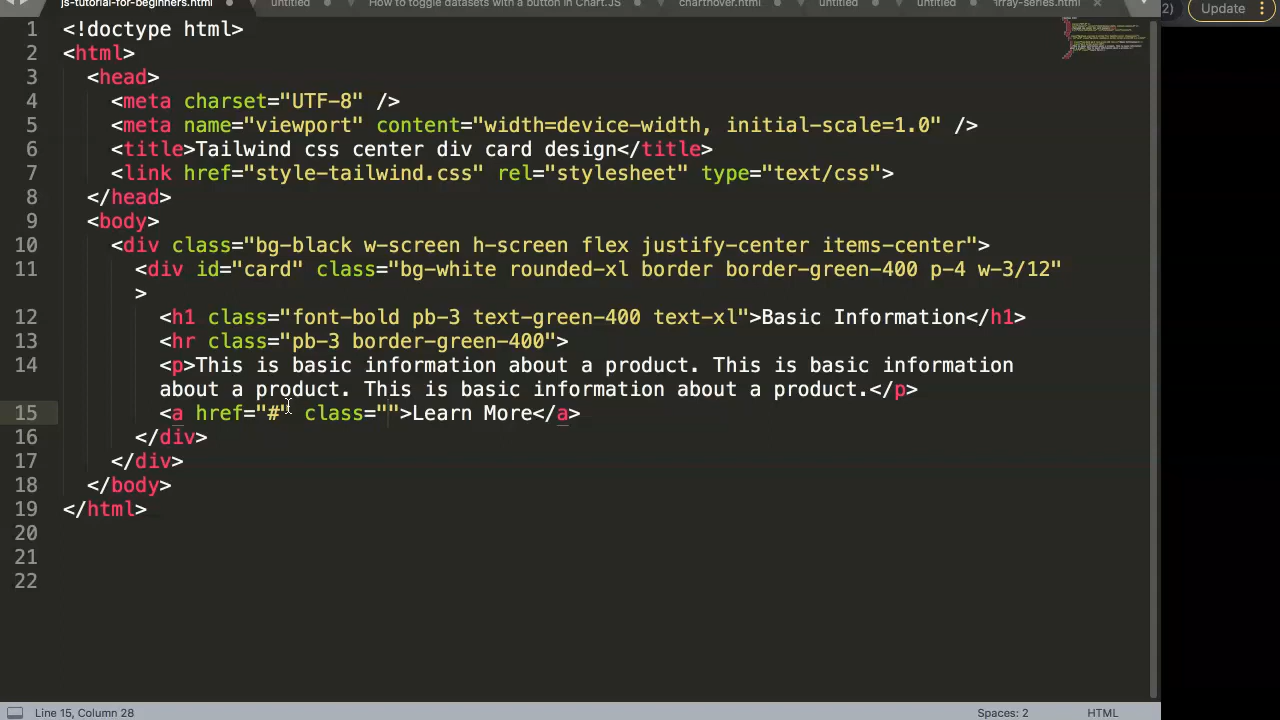 js-tutorial-for-beginners.html untitled How to toggle datasets with a button in Chart.JS charthover.html untitled untitled array-series.html 2) Update
1 <!doctype html>
2 <html>
3 <head>
4 <meta charset="UTF-8" />
5 <meta name="viewport" content="width=device-width, initial-scale=1.0" />
6 <title>Tailwind css center div card design</title>
7 <link href="style-tailwind.css" rel="stylesheet" type="text/css">
8 </head>
9 <body>
10 <div class="bg-black w-screen h-screen flex justify-center items-center">
11 <div id="card" class="bg-white rounded-xl border border-green-400 p-4 w-3/12"
>
12 <h1 class="font-bold pb-3 text-green-400 text-xl">Basic Information</h1>
13 <hr class="pb-3 border-green-400">
14 <p>This is basic information about a product. This is basic information
about a product. This is basic information about a product.</p>
15 <a href="#" class="">Learn More</a>
16 </div>
17 </div>
18 </body>
19 </html>
20
21
22
Line 15, Column 28 Spaces: 2 HTML